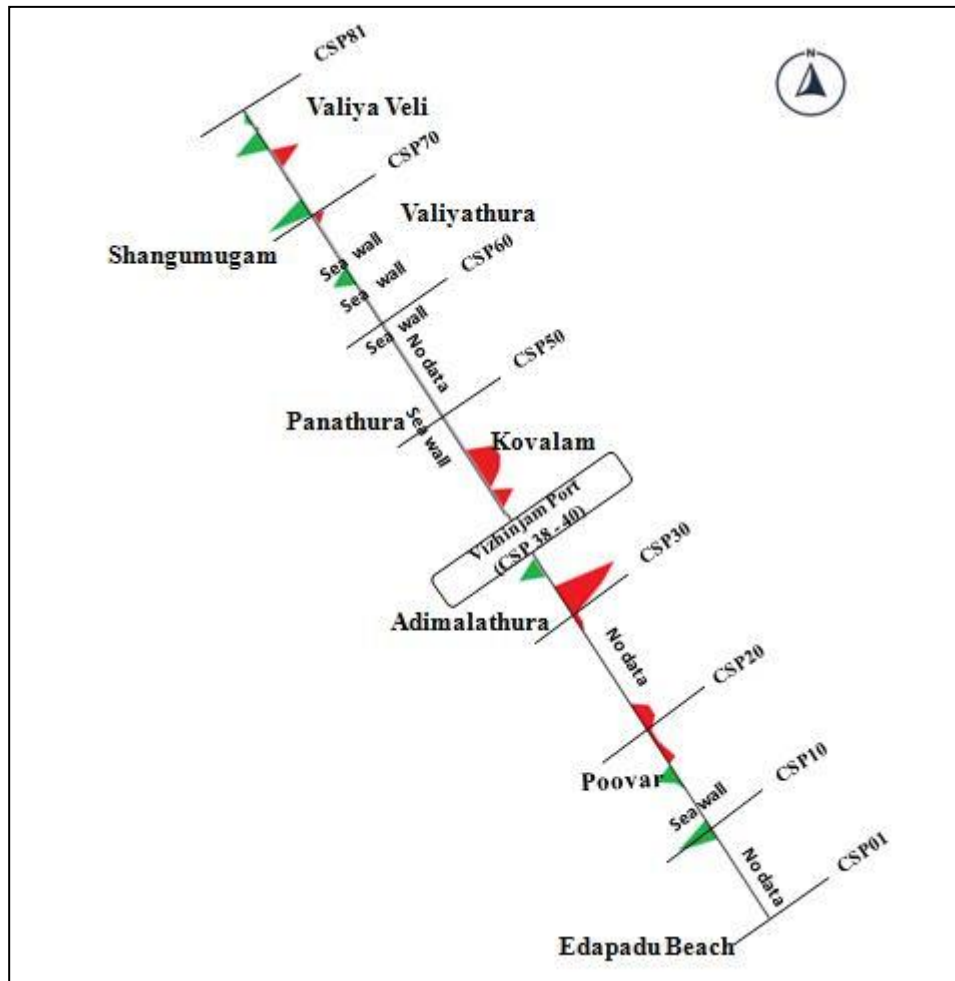 CSP81
N
Valiya Veli
CSP70
Valiyathura
Shangumugam
Sea wall
CSP60
Sea wall
Sea wall
No data
CSP50
Panathura
Sea wall
Kovalam
Vizhinjam Port
(CSP 38 - 40)
CSP30
Adimalathura
No data
CSP20
Poovar
CSP10
Sea wall
No data
CSP01
Edapadu Beach